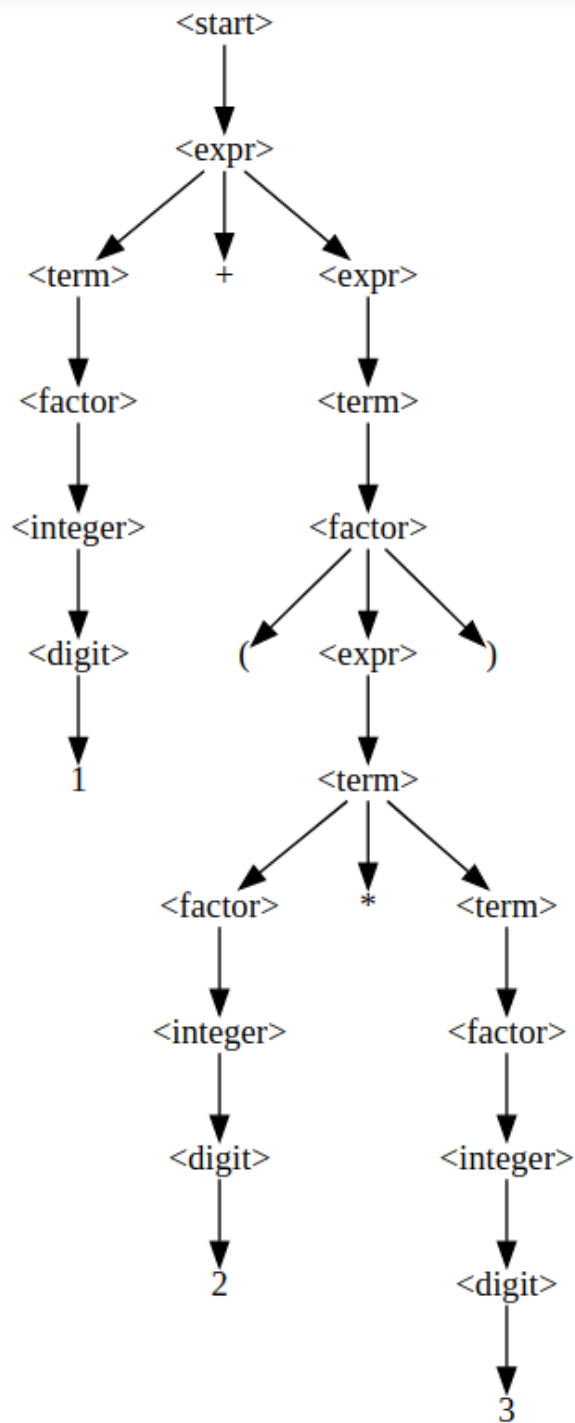 <start>
<expr>
<term> + <expr>
<factor> <term>
<integer> <factor>
<digit> ( <expr> )
1 <term>
<factor> * <term>
<integer> <factor>
<digit> <integer>
2 <digit>
3